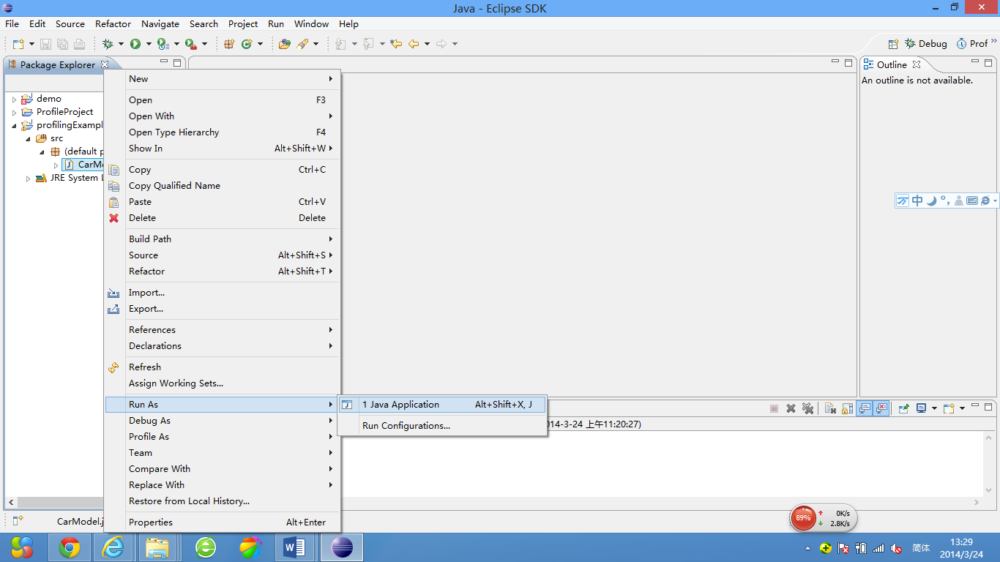 Java - Eclipse SDK
File Edit Source Refactor Navigate Search Project Run Window Help
Debug Prof
Package Explorer
Outline
An outline is not available.
demo
ProfileProject
profilingExampl
src
(default p
CarMo
JRE System L
New
Open F3
Open With
Open Type Hierarchy F4
Show In Alt+Shift+W
Copy Ctrl+C
Copy Qualified Name
Paste Ctrl+V
Delete Delete
Build Path
Source Alt+Shift+S
Refactor Alt+Shift+T
Import...
Export...
References
Declarations
Refresh
Assign Working Sets...
Run As
1 Java Application Alt+Shift+X, J
Run Configurations...
Debug As
Profile As
Team
Compare With
Replace With
Restore from Local History...
Properties Alt+Enter
中
14-3-24 上午11:20:27)
CarModel.j
89%
0K/s
2.8K/s
简体
13:29
2014/3/24